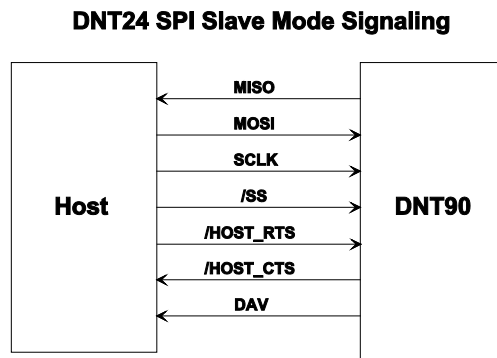 DNT24 SPI Slave Mode Signaling
MISO
MOSI
SCLK
/SS
Host
DNT90
/HOST_RTS
/HOST_CTS
DAV